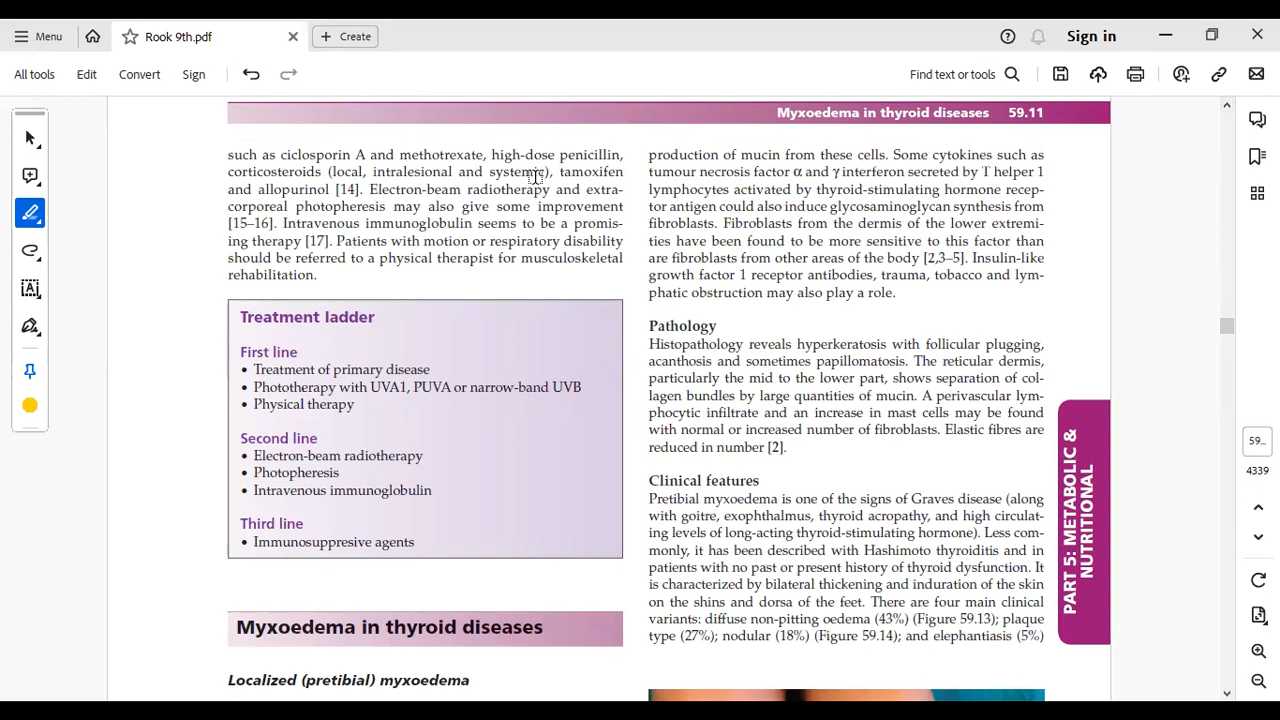 Menu
Rook 9th.pdf
Create
Sign in
All tools
Edit
Convert
Sign
Find text or tools
Myxoedema in thyroid diseases 59.11
such as ciclosporin A and methotrexate, high-dose penicillin,
corticosteroids (local, intralesional and systemic), tamoxifen
and allopurinol [14]. Electron-beam radiotherapy and extra-
corporeal photopheresis may also give some improvement
[15–16]. Intravenous immunoglobulin seems to be a promis-
ing therapy [17]. Patients with motion or respiratory disability
should be referred to a physical therapist for musculoskeletal
rehabilitation.
Treatment ladder
First line
• Treatment of primary disease
• Phototherapy with UVA1, PUVA or narrow-band UVB
• Physical therapy
Second line
• Electron-beam radiotherapy
• Photopheresis
• Intravenous immunoglobulin
Third line
• Immunosuppresive agents
Myxoedema in thyroid diseases
Localized (pretibial) myxoedema
production of mucin from these cells. Some cytokines such as
tumour necrosis factor α and γ interferon secreted by T helper 1
lymphocytes activated by thyroid-stimulating hormone recep-
tor antigen could also induce glycosaminoglycan synthesis from
fibroblasts. Fibroblasts from the dermis of the lower extremi-
ties have been found to be more sensitive to this factor than
are fibroblasts from other areas of the body [2,3–5]. Insulin-like
growth factor 1 receptor antibodies, trauma, tobacco and lym-
phatic obstruction may also play a role.
Pathology
Histopathology reveals hyperkeratosis with follicular plugging,
acanthosis and sometimes papillomatosis. The reticular dermis,
particularly the mid to the lower part, shows separation of col-
lagen bundles by large quantities of mucin. A perivascular lym-
phocytic infiltrate and an increase in mast cells may be found
with normal or increased number of fibroblasts. Elastic fibres are
reduced in number [2].
Clinical features
Pretibial myxoedema is one of the signs of Graves disease (along
with goitre, exophthalmus, thyroid acropathy, and high circulat-
ing levels of long-acting thyroid-stimulating hormone). Less com-
monly, it has been described with Hashimoto thyroiditis and in
patients with no past or present history of thyroid dysfunction. It
is characterized by bilateral thickening and induration of the skin
on the shins and dorsa of the feet. There are four main clinical
variants: diffuse non-pitting oedema (43%) (Figure 59.13); plaque
type (27%); nodular (18%) (Figure 59.14); and elephantiasis (5%)
PART 5: METABOLIC &
NUTRITIONAL
59...
4339